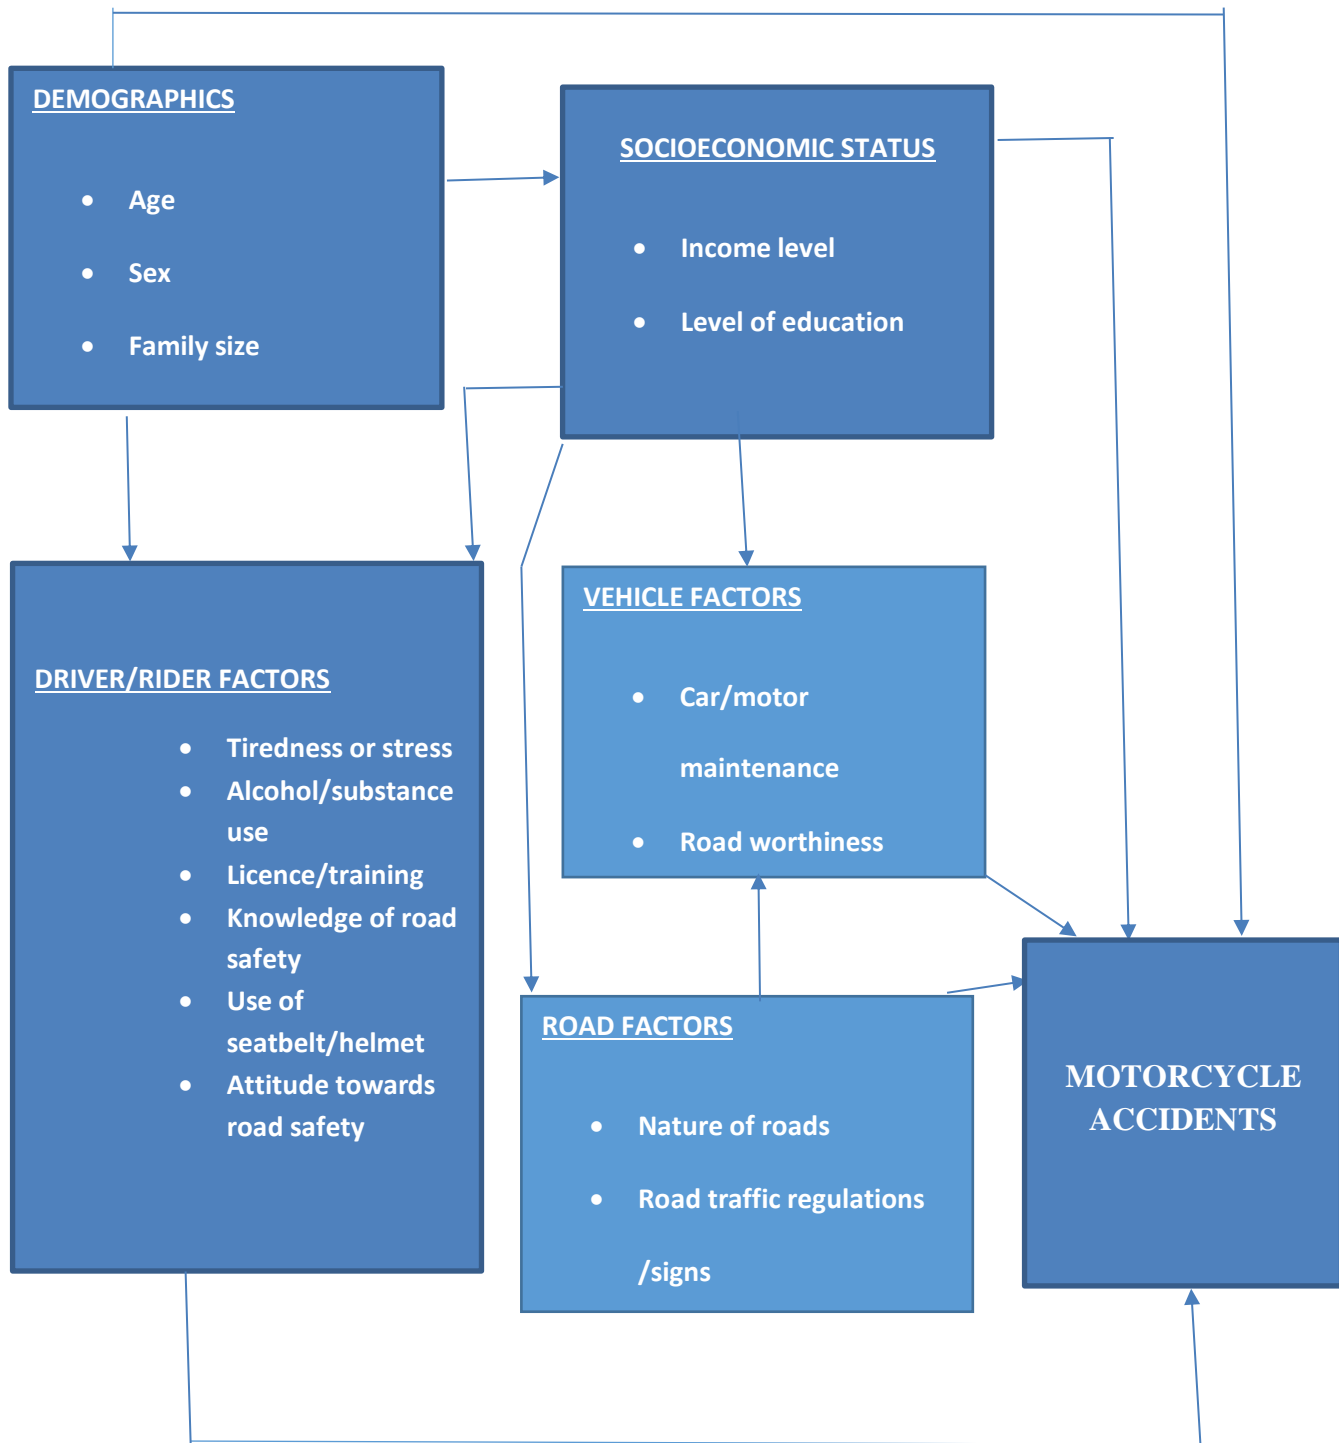 DEMOGRAPHICS
• Age
• Sex
• Family size
SOCIOECONOMIC STATUS
• Income level
• Level of education
DRIVER/RIDER FACTORS
• Tiredness or stress
• Alcohol/substance
use
• Licence/training
• Knowledge of road
safety
• Use of
seatbelt/helmet
• Attitude towards
road safety
VEHICLE FACTORS
• Car/motor
maintenance
• Road worthiness
ROAD FACTORS
• Nature of roads
• Road traffic regulations
/signs
MOTORCYCLE
ACCIDENTS